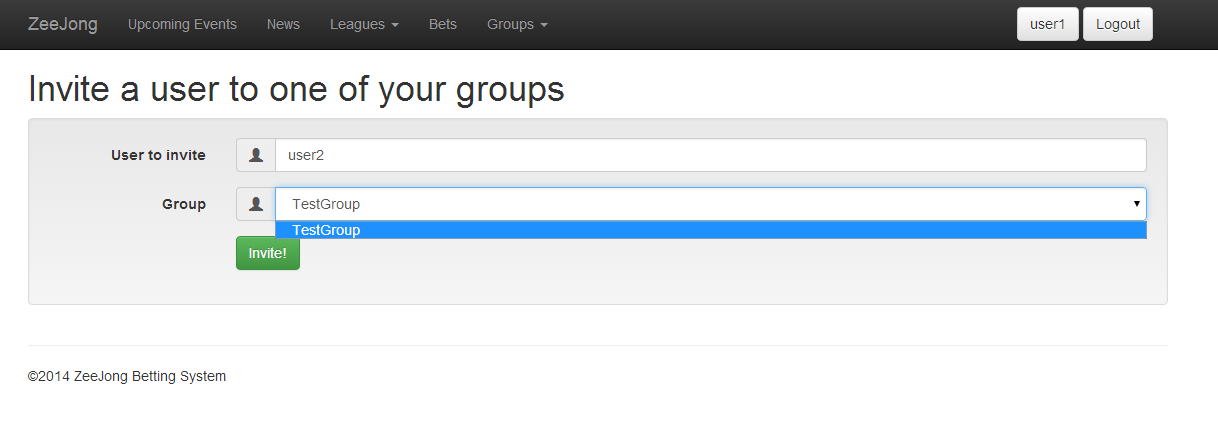 ZeeJong Upcoming Events News Leagues Bets Groups user1 Logout
Invite a user to one of your groups
User to invite user2
Group TestGroup
TestGroup
Invite!
©2014 ZeeJong Betting System